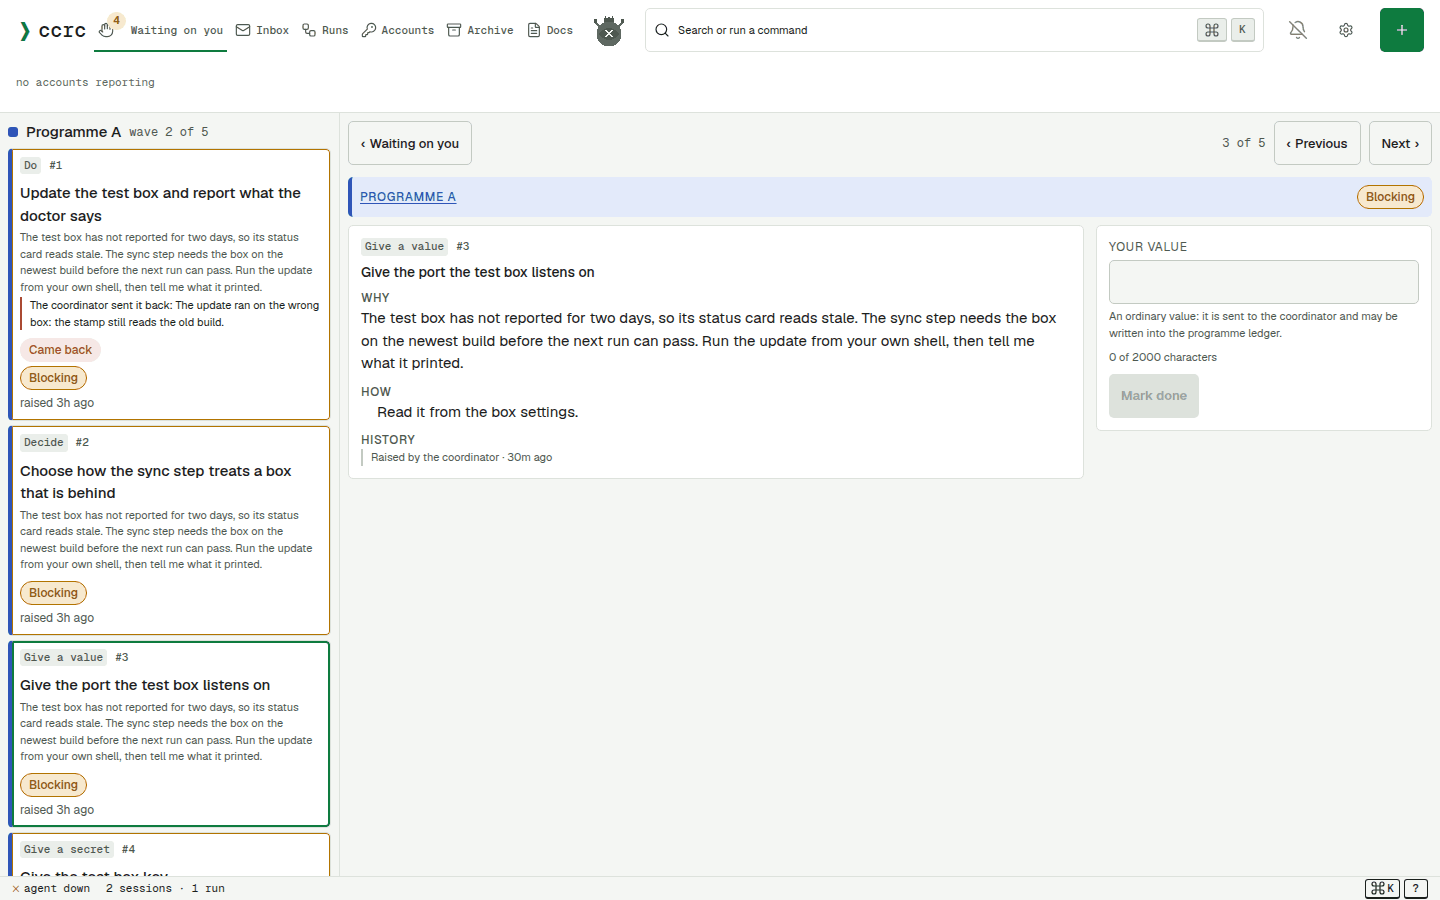 ccrc
4
Waiting on you
Inbox
Runs
Accounts
Archive
Docs
Search or run a command
⌘ K
+
no accounts reporting
Programme A wave 2 of 5
Do #1
Update the test box and report what the
doctor says
The test box has not reported for two days, so its status
card reads stale. The sync step needs the box on the
newest build before the next run can pass. Run the update
from your own shell, then tell me what it printed.
The coordinator sent it back: The update ran on the wrong
box: the stamp still reads the old build.
Came back
Blocking
raised 3h ago
Decide #2
Choose how the sync step treats a box
that is behind
The test box has not reported for two days, so its status
card reads stale. The sync step needs the box on the
newest build before the next run can pass. Run the update
from your own shell, then tell me what it printed.
Blocking
raised 3h ago
Give a value #3
Give the port the test box listens on
The test box has not reported for two days, so its status
card reads stale. The sync step needs the box on the
newest build before the next run can pass. Run the update
from your own shell, then tell me what it printed.
Blocking
raised 3h ago
Give a secret #4
Give the test box key
‹ Waiting on you
3 of 5
‹ Previous
Next ›
PROGRAMME A
Blocking
Give a value #3
Give the port the test box listens on
WHY
The test box has not reported for two days, so its status card reads stale. The sync step needs the box
on the newest build before the next run can pass. Run the update from your own shell, then tell me
what it printed.
HOW
Read it from the box settings.
HISTORY
Raised by the coordinator · 30m ago
YOUR VALUE
An ordinary value: it is sent to the coordinator and may be
written into the programme ledger.
0 of 2000 characters
Mark done
× agent down 2 sessions · 1 run
⌘K ?